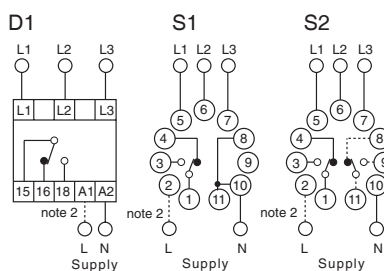 D1 S1 S2
L1 L2 L3 L1 L2 L3 L1 L2 L3
L1 L2 L3
5 6 7 5 6 7
4 8 4 8
3 9 3 9
15 16 18 A1 A2
2 10 2 10
1 11 1 11
note 2 note 2 note 2
L N L N L N
Supply Supply Supply